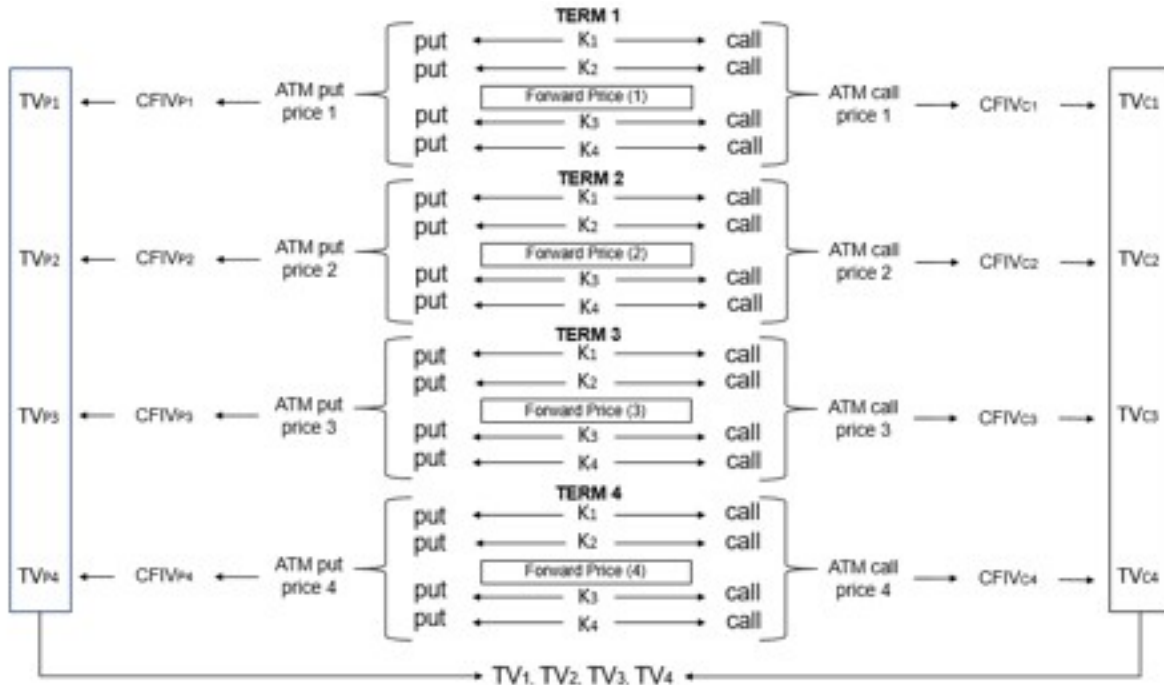 TERM 1
put K₁ call
put K₂ call
TVP1 CFIVP1 ATM put price 1 Forward Price (1) ATM call price 1 CFIVC1 TVC1
put K₃ call
put K₄ call
TERM 2
put K₁ call
put K₂ call
TVP2 CFIVP2 ATM put price 2 Forward Price (2) ATM call price 2 CFIVC2 TVC2
put K₃ call
put K₄ call
TERM 3
put K₁ call
put K₂ call
TVP3 CFIVP3 ATM put price 3 Forward Price (3) ATM call price 3 CFIVC3 TVC3
put K₃ call
put K₄ call
TERM 4
put K₁ call
put K₂ call
TVP4 CFIVP4 ATM put price 4 Forward Price (4) ATM call price 4 CFIVC4 TVC4
put K₃ call
put K₄ call
TV₁, TV₂, TV₃, TV₄